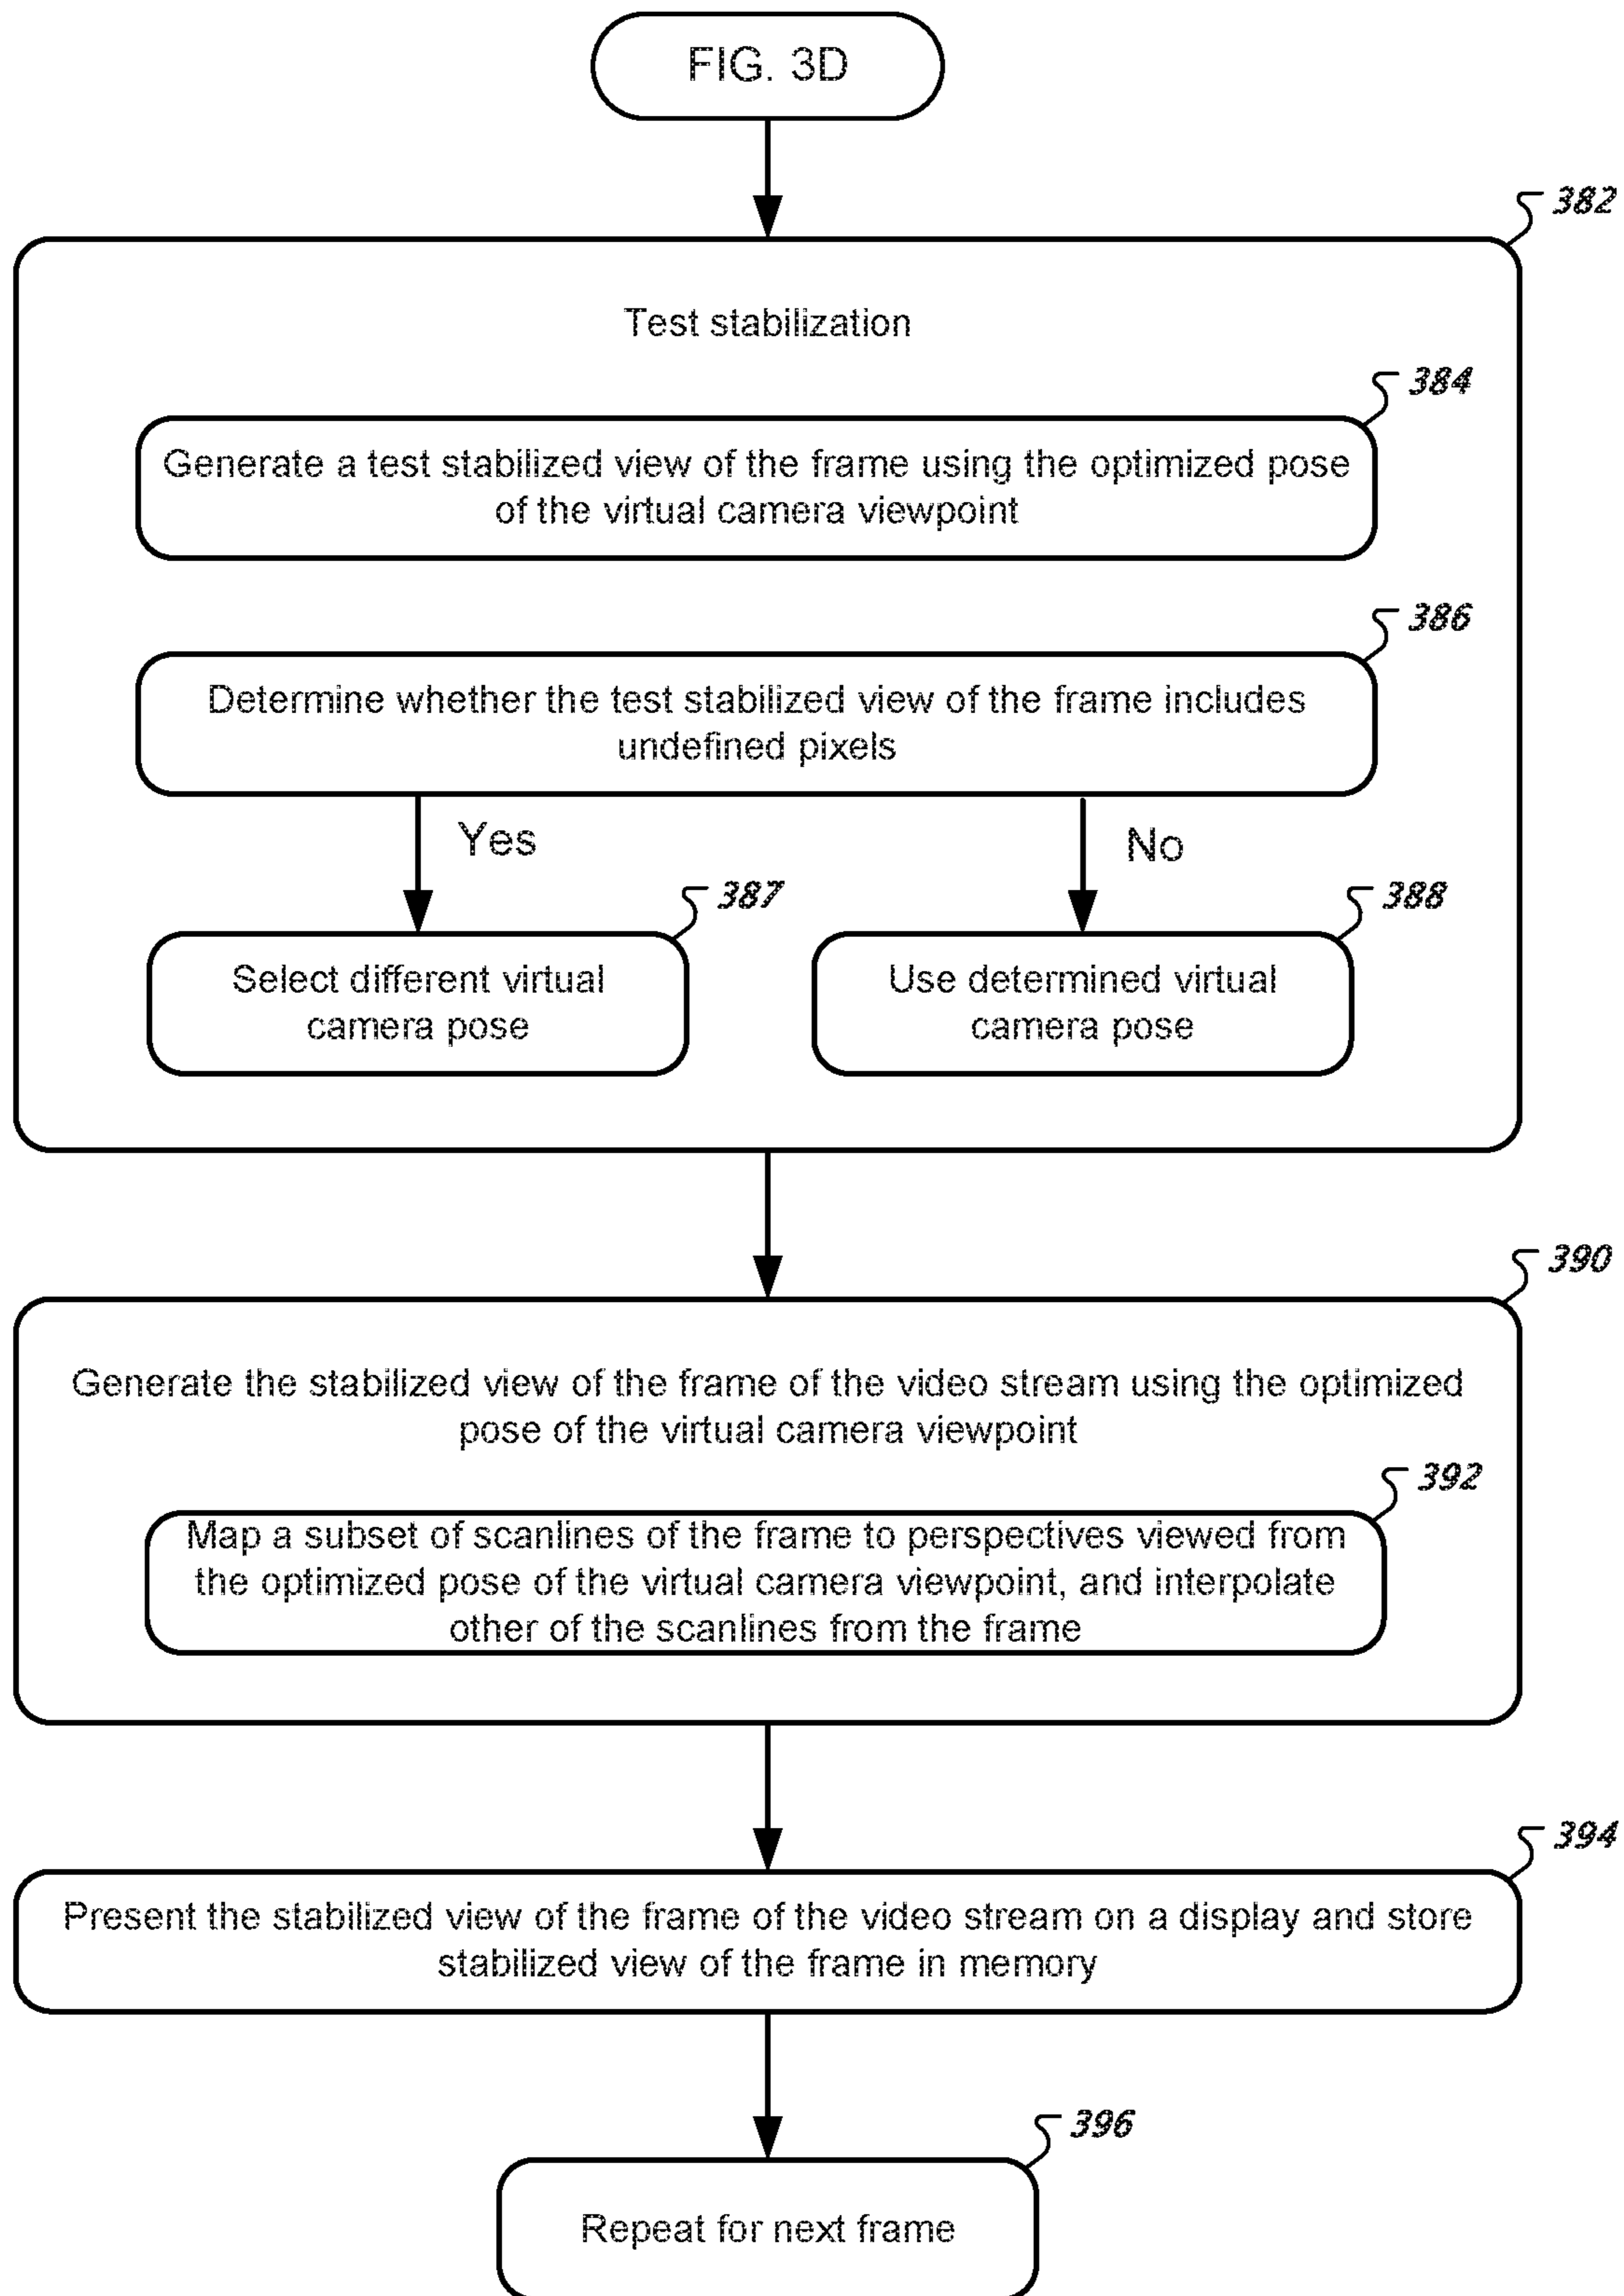 FIG. 3D
382
Test stabilization
384
Generate a test stabilized view of the frame using the optimized pose
of the virtual camera viewpoint
386
Determine whether the test stabilized view of the frame includes
undefined pixels
Yes
No
387
388
Select different virtual
camera pose
Use determined virtual
camera pose
390
Generate the stabilized view of the frame of the video stream using the optimized
pose of the virtual camera viewpoint
392
Map a subset of scanlines of the frame to perspectives viewed from
the optimized pose of the virtual camera viewpoint, and interpolate
other of the scanlines from the frame
394
Present the stabilized view of the frame of the video stream on a display and store
stabilized view of the frame in memory
396
Repeat for next frame